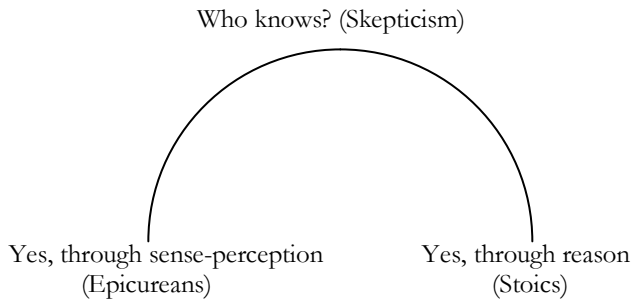 Who knows? (Skepticism)
Yes, through sense-perception
(Epicureans)
Yes, through reason
(Stoics)